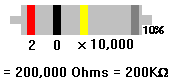 10%
2 0 × 10,000
= 200,000 Ohms = 200KΩ